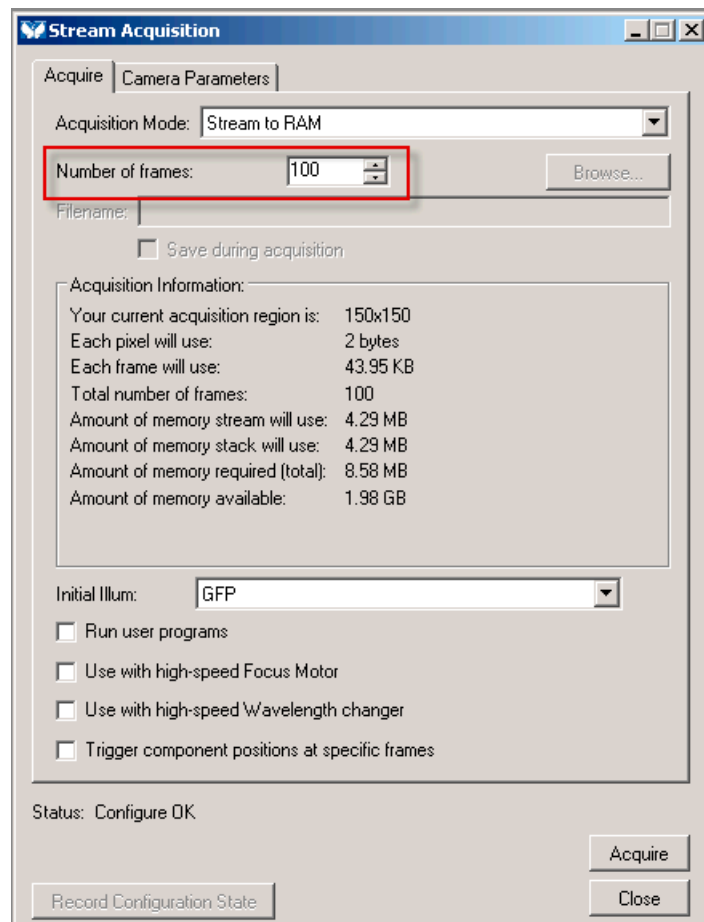 Stream Acquisition
Acquire Camera Parameters
Acquisition Mode: Stream to RAM
Number of frames: 100 Browse...
Filename:
Save during acquisition
Acquisition Information:
Your current acquisition region is: 150x150
Each pixel will use: 2 bytes
Each frame will use: 43.95 KB
Total number of frames: 100
Amount of memory stream will use: 4.29 MB
Amount of memory stack will use: 4.29 MB
Amount of memory required (total): 8.58 MB
Amount of memory available: 1.98 GB
Initial Illum: GFP
Run user programs
Use with high-speed Focus Motor
Use with high-speed Wavelength changer
Trigger component positions at specific frames
Status: Configure OK
Acquire
Record Configuration State Close